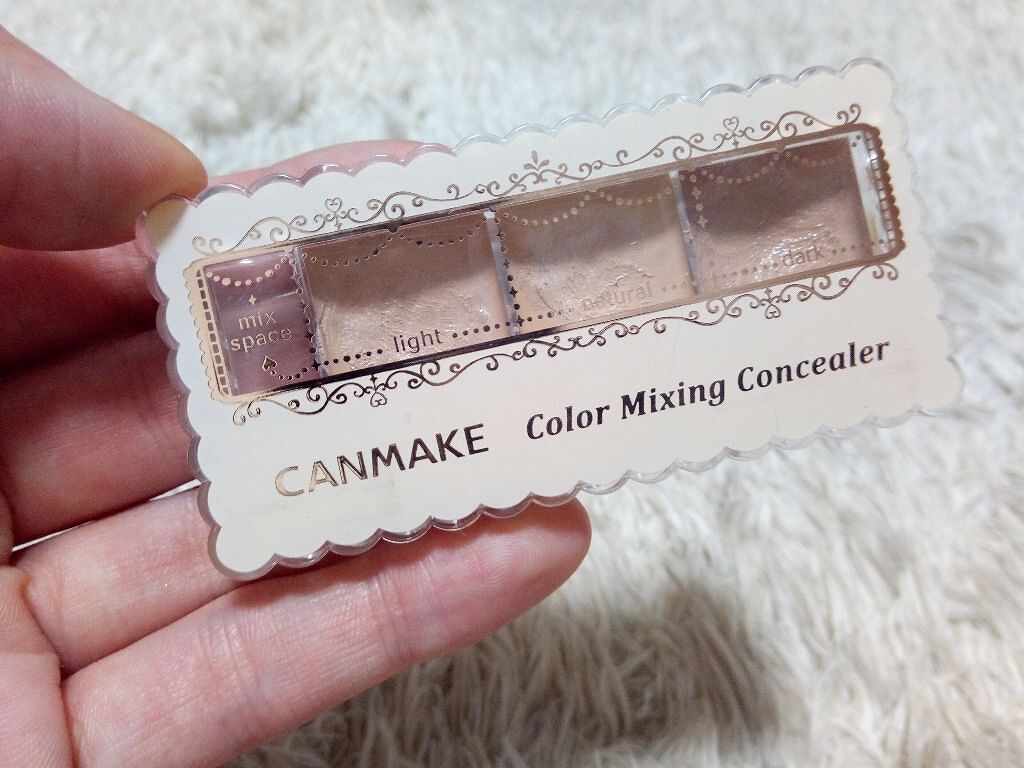 mix
space
light
natural
dark
CANMAKE
Color Mixing Concealer